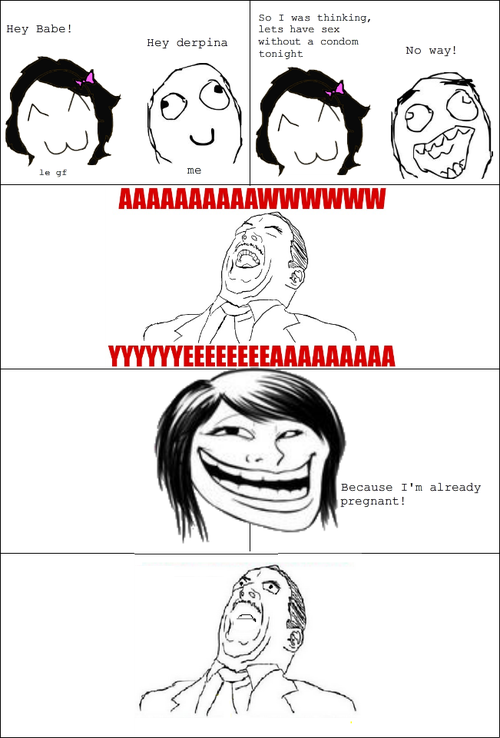 Hey Babe!
Hey derpina
le gf
me
So I was thinking,
lets have sex
without a condom
tonight
No way!
AAAAAAAAAAWWWWWW
YYYYYYEEEEEEEEAAAAAAAAA
Because I'm already
pregnant!